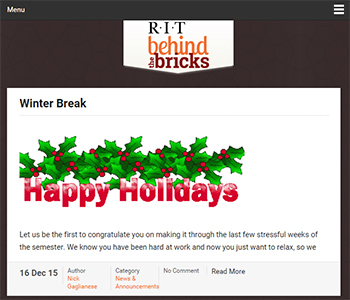 Menu
R·I·T
behind
the bricks
Winter Break
Happy Holidays
Let us be the first to congratulate you on making it through the last few stressful weeks of
the semester. We know you have been hard at work and now you just want to relax, so we
16 Dec 15
Author
Nick
Gaglianese
Category
News &
Announcements
No Comment
Read More